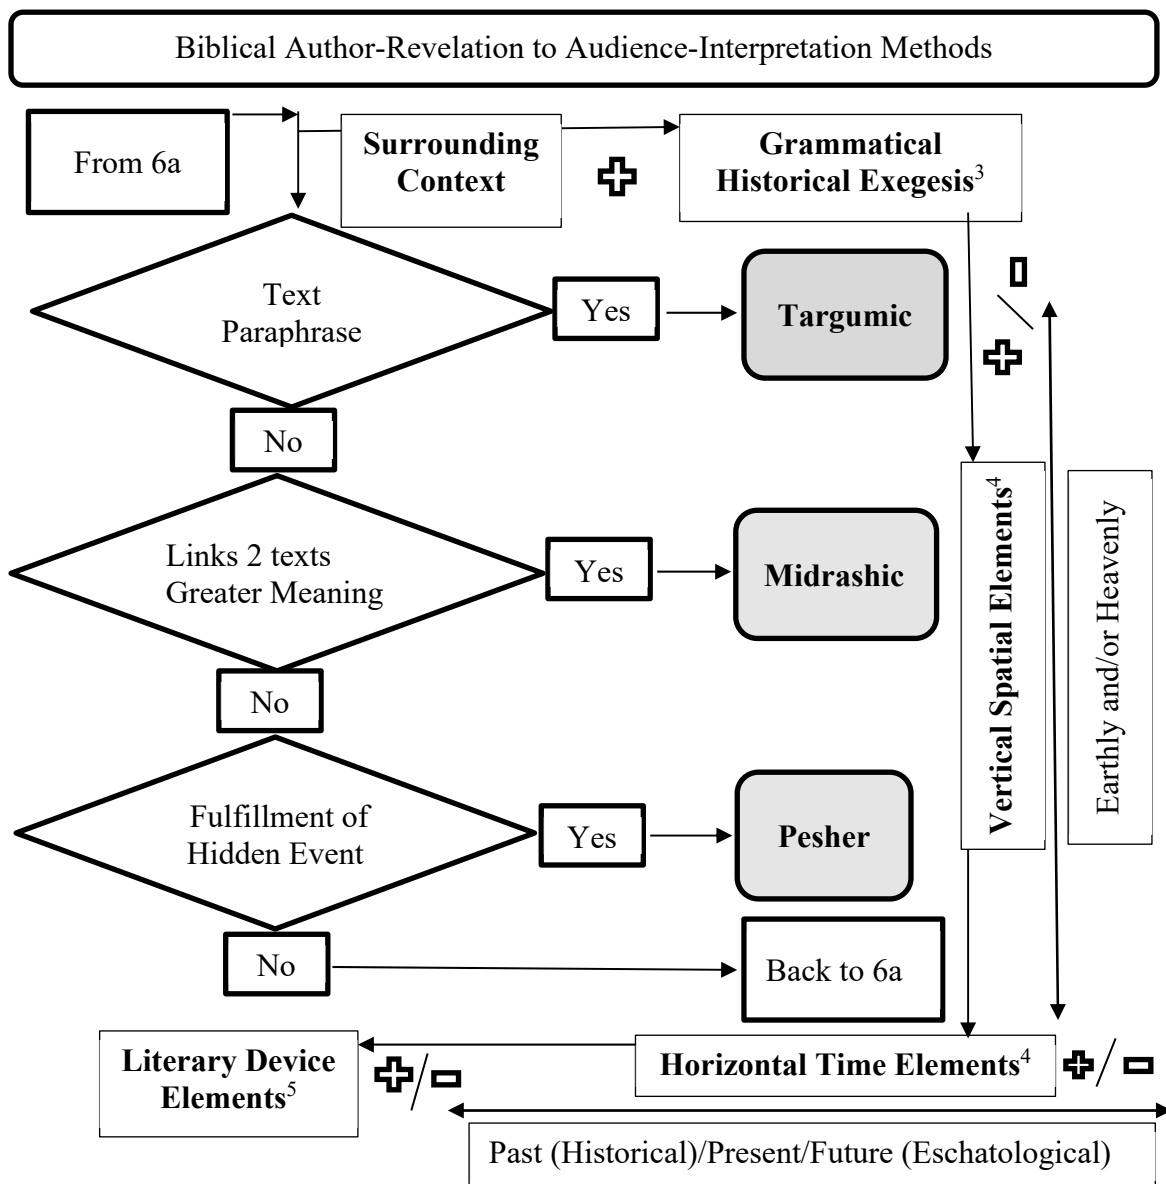 Biblical Author-Revelation to Audience-Interpretation Methods
From 6a
Surrounding
Context
Grammatical
Historical Exegesis³
Text
Paraphrase
Yes
Targumic
No
Links 2 texts
Greater Meaning
Yes
Midrashic
No
Vertical Spatial Elements⁴
Earthly and/or Heavenly
Fulfillment of
Hidden Event
Yes
Pesher
No
Back to 6a
Literary Device
Elements⁵
Horizontal Time Elements⁴
Past (Historical)/Present/Future (Eschatological)